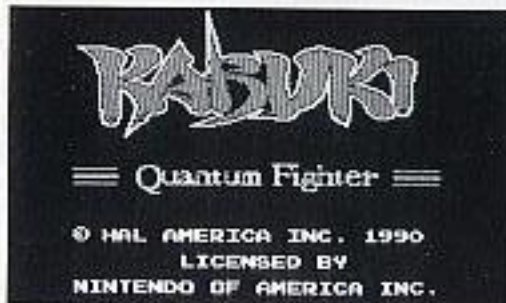 KABUKI
Quantum Fighter
© HAL AMERICA INC. 1990
LICENSED BY
NINTENDO OF AMERICA INC.